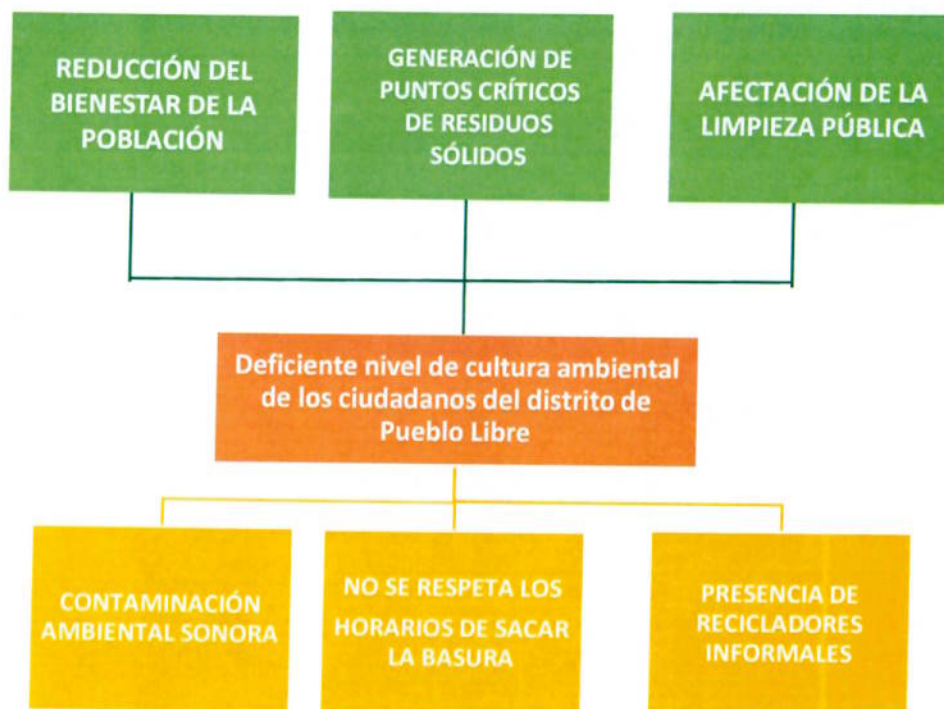 REDUCCIÓN DEL
BIENESTAR DE LA
POBLACIÓN
GENERACIÓN DE
PUNTOS CRÍTICOS
DE RESIDUOS
SÓLIDOS
AFECTACIÓN DE LA
LIMPIEZA PÚBLICA
Deficiente nivel de cultura ambiental
de los ciudadanos del distrito de
Pueblo Libre
CONTAMINACIÓN
AMBIENTAL SONORA
NO SE RESPETA LOS
HORARIOS DE SACAR
LA BASURA
PRESENCIA DE
RECICLADORES
INFORMALES